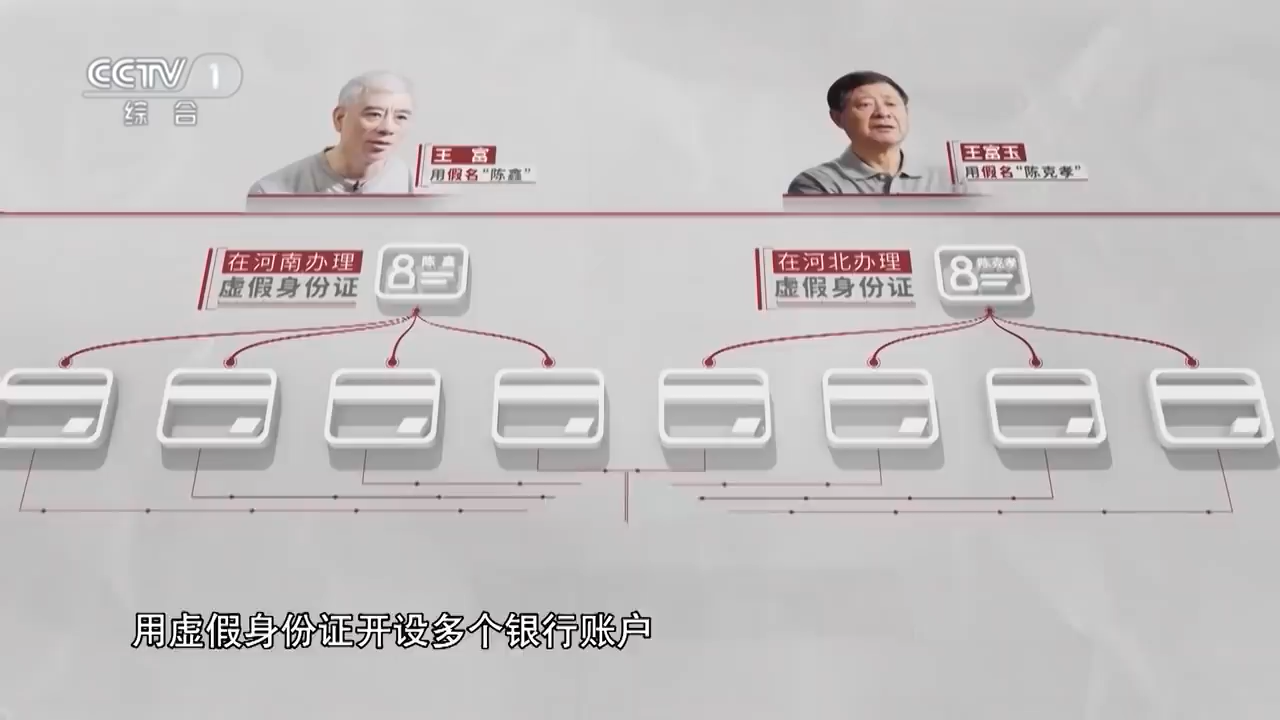 CCTV 1
综合
王富
用假名“陈鑫”
王富玉
用假名“陈克孝”
在河南办理
虚假身份证
陈鑫
在河北办理
虚假身份证
陈克孝
用虚假身份证开设多个银行账户